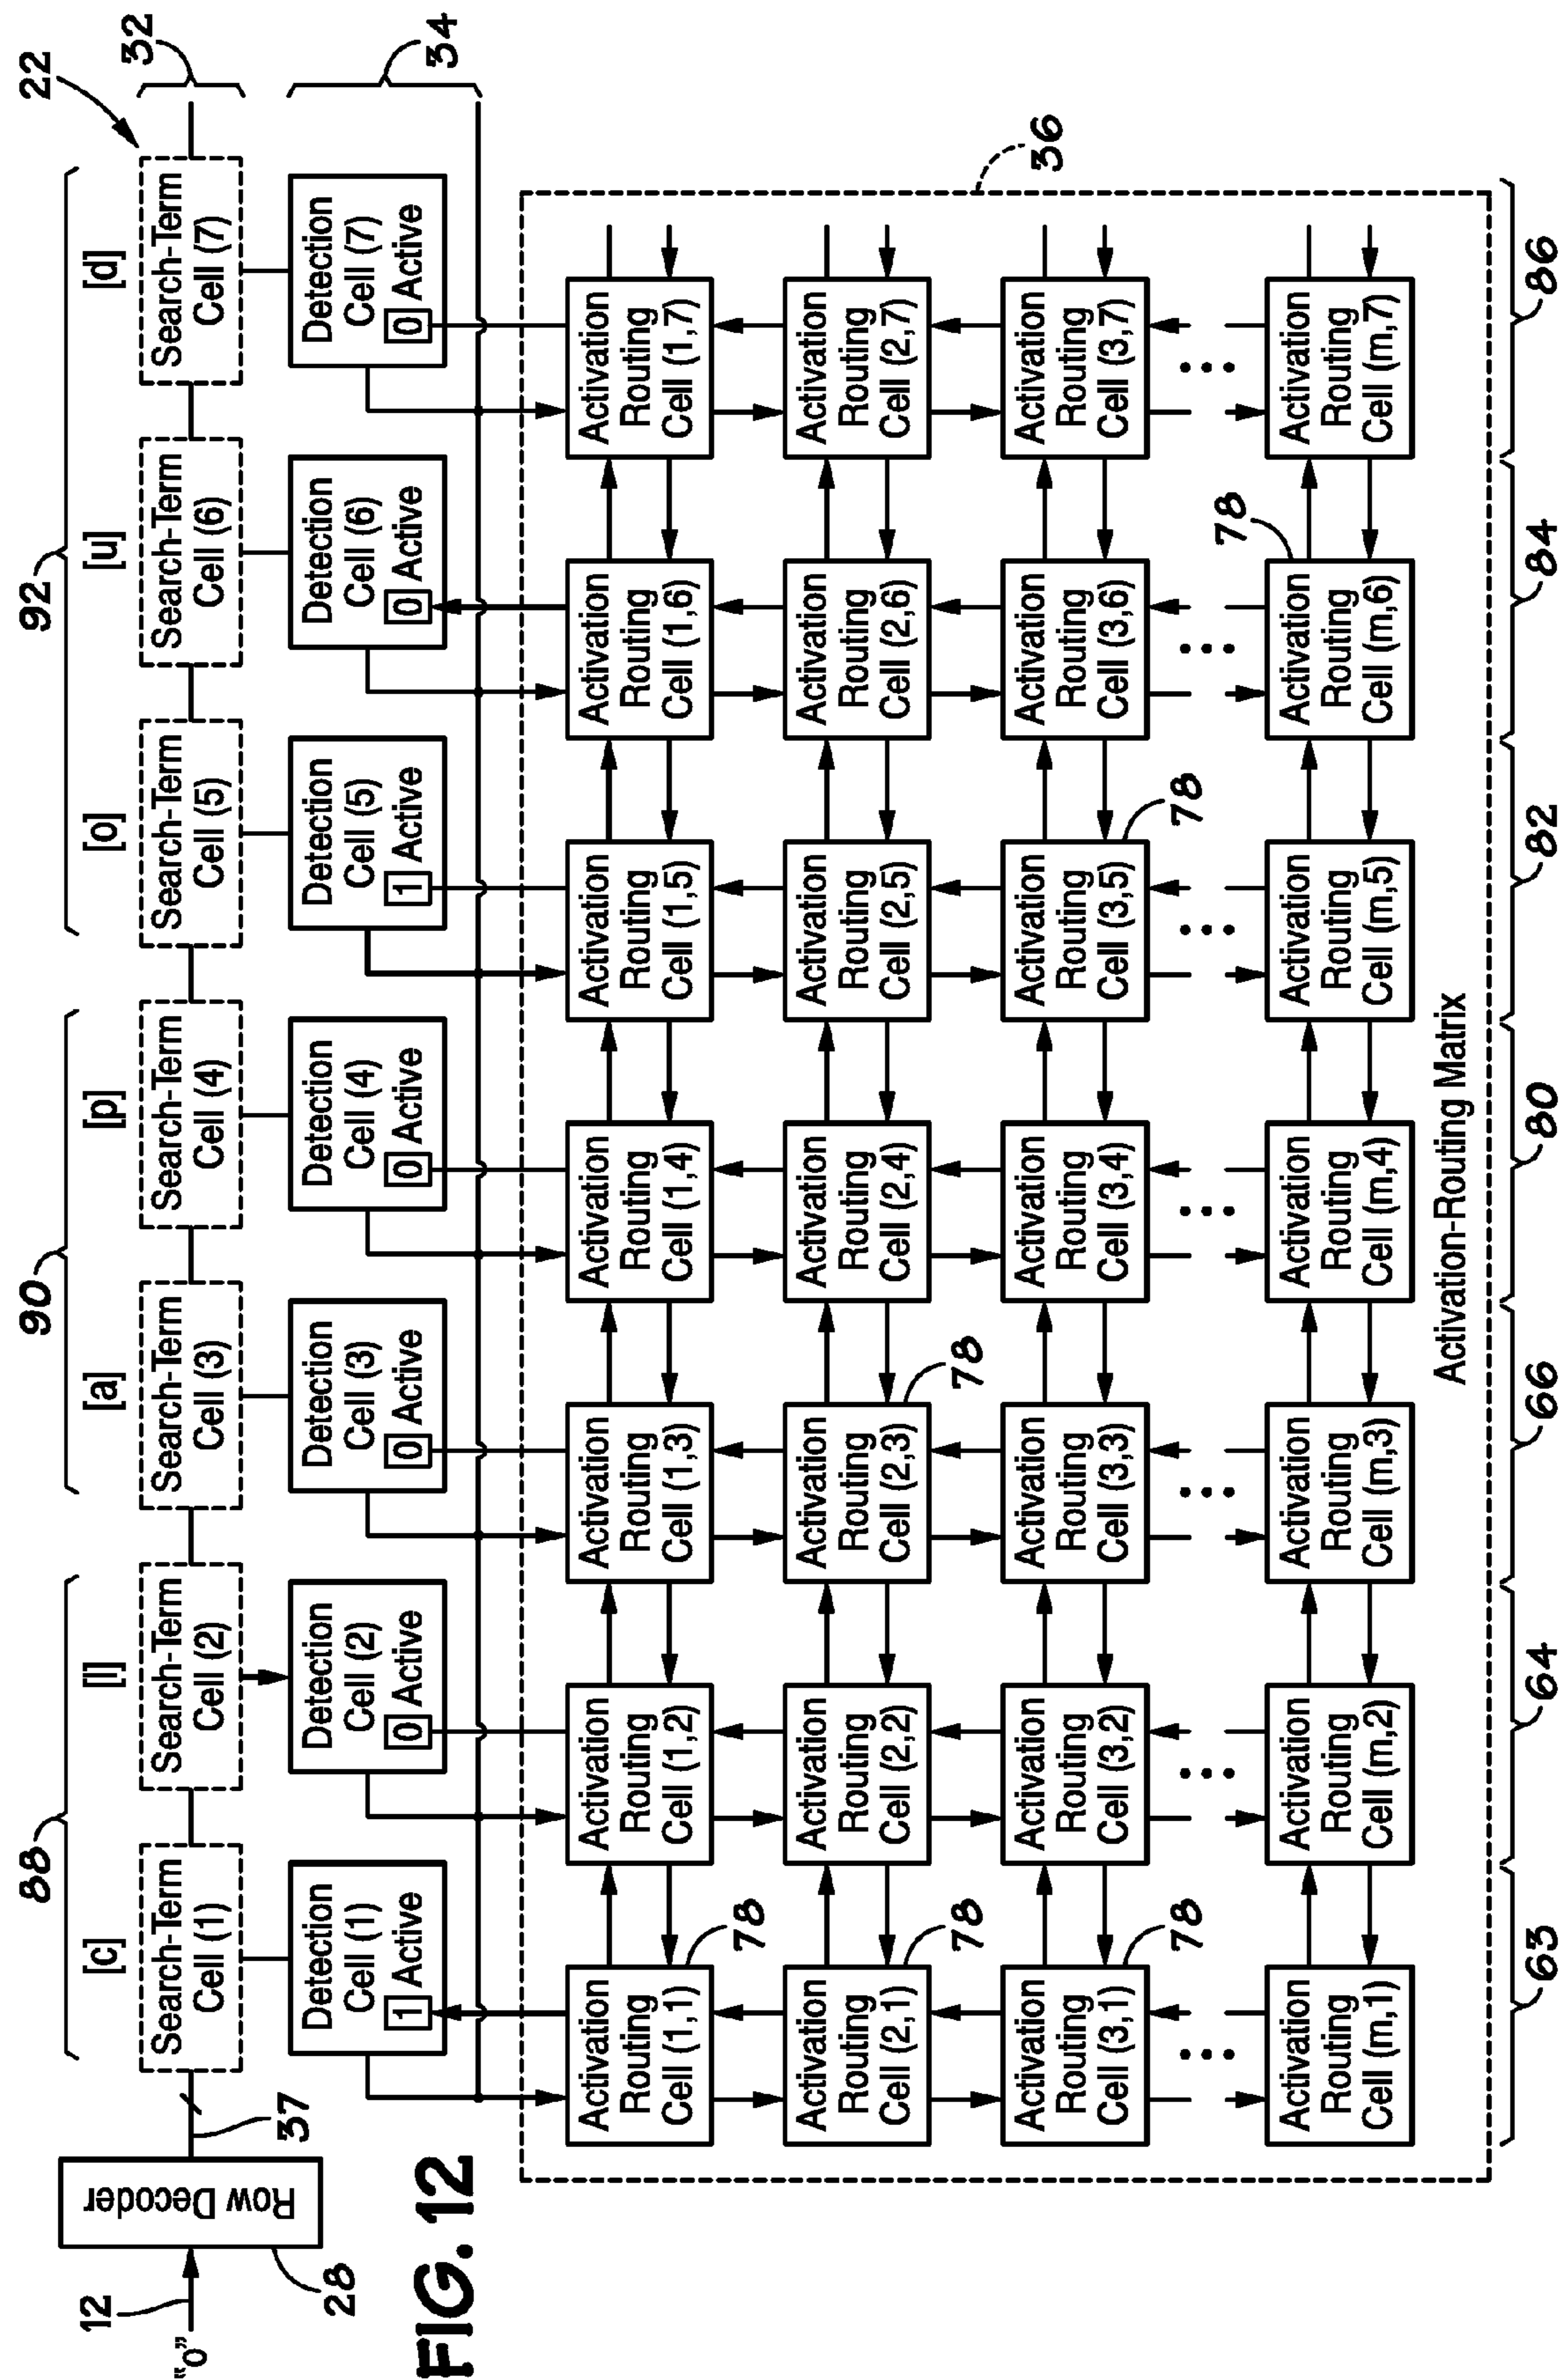 88
90
92
22
[c]
[l]
[a]
[p]
[o]
[u]
[d]
12
"o"
Row Decoder
28
37
Search-Term
Cell (1)
Search-Term
Cell (2)
Search-Term
Cell (3)
Search-Term
Cell (4)
Search-Term
Cell (5)
Search-Term
Cell (6)
Search-Term
Cell (7)
32
Detection
Cell (1)
1 Active
Detection
Cell (2)
0 Active
Detection
Cell (3)
0 Active
Detection
Cell (4)
0 Active
Detection
Cell (5)
1 Active
Detection
Cell (6)
0 Active
Detection
Cell (7)
0 Active
34
FIG. 12
36
Activation
Routing
Cell (1,1)
78
Activation
Routing
Cell (1,2)
Activation
Routing
Cell (1,3)
Activation
Routing
Cell (1,4)
Activation
Routing
Cell (1,5)
Activation
Routing
Cell (1,6)
Activation
Routing
Cell (1,7)
Activation
Routing
Cell (2,1)
78
Activation
Routing
Cell (2,2)
Activation
Routing
Cell (2,3)
78
Activation
Routing
Cell (2,4)
Activation
Routing
Cell (2,5)
Activation
Routing
Cell (2,6)
Activation
Routing
Cell (2,7)
Activation
Routing
Cell (3,1)
78
Activation
Routing
Cell (3,2)
Activation
Routing
Cell (3,3)
Activation
Routing
Cell (3,4)
Activation
Routing
Cell (3,5)
78
Activation
Routing
Cell (3,6)
Activation
Routing
Cell (3,7)
Activation
Routing
Cell (m,1)
Activation
Routing
Cell (m,2)
Activation
Routing
Cell (m,3)
Activation
Routing
Cell (m,4)
Activation
Routing
Cell (m,5)
78
Activation
Routing
Cell (m,6)
Activation
Routing
Cell (m,7)
Activation-Routing Matrix
63
64
66
80
82
84
86